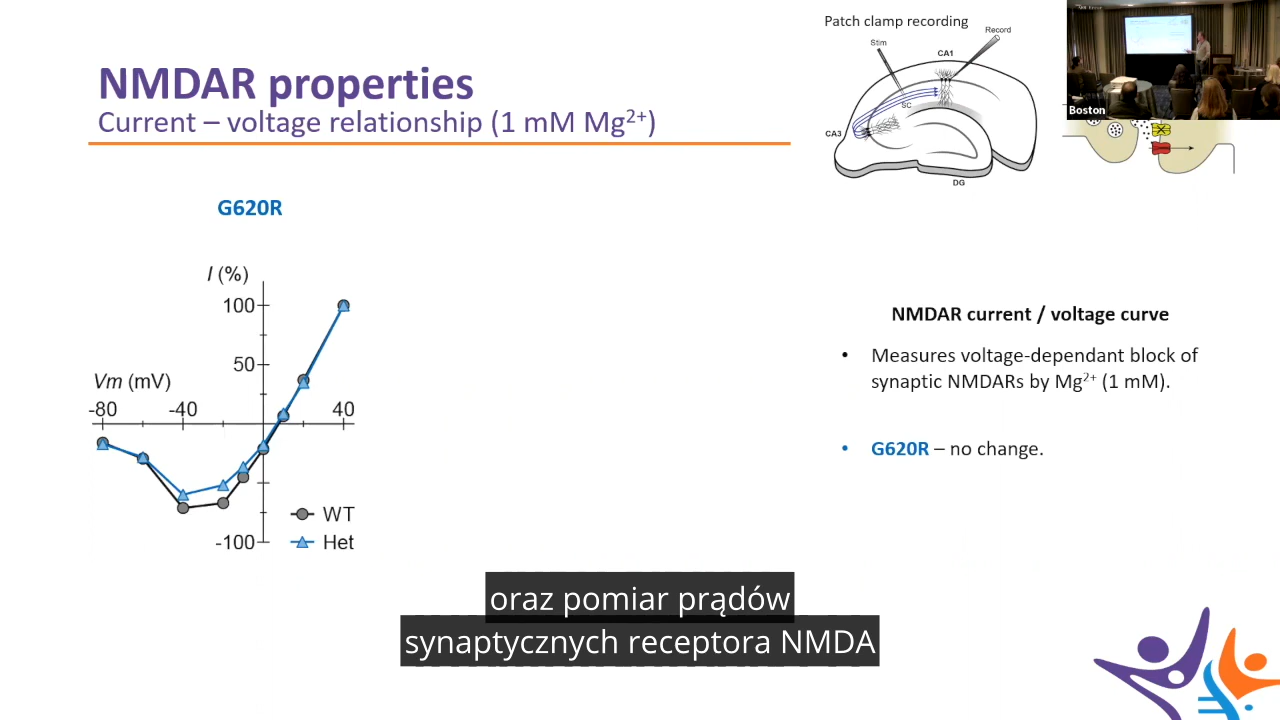 Patch clamp recording
Stim
Record
CA1
SC
CA3
DG
Boston
NMDAR properties
Current – voltage relationship (1 mM Mg²⁺)
G620R
I (%)
100
50
Vm (mV)
-80 -40 40
-100
WT
Het
NMDAR current / voltage curve
• Measures voltage-dependant block of
synaptic NMDARs by Mg²⁺ (1 mM).
• G620R – no change.
oraz pomiar prądów
synaptycznych receptora NMDA